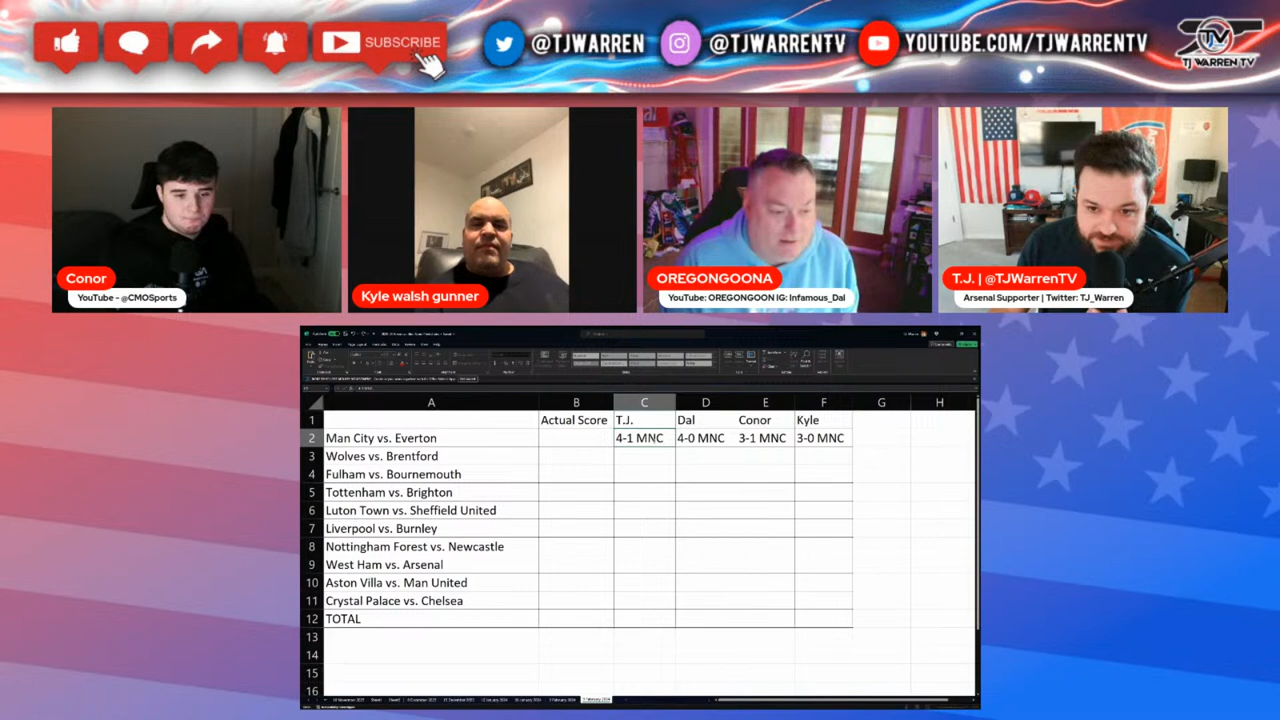 SUBSCRIBE
@TJWARREN
@TJWARRENTV
YOUTUBE.COM/TJWARRENTV
TV
TJ WARREN TV
Conor
YouTube - @CMOSports
Kyle walsh gunner
OREGONGOONA
YouTube: OREGONGOON IG: Infamous_Dal
T.J. | @TJWarrenTV
Arsenal Supporter | Twitter: TJ_Warren
A B C D E F G H
1 Actual Score T.J. Dal Conor Kyle
2 Man City vs. Everton 4-1 MNC 4-0 MNC 3-1 MNC 3-0 MNC
3 Wolves vs. Brentford
4 Fulham vs. Bournemouth
5 Tottenham vs. Brighton
6 Luton Town vs. Sheffield United
7 Liverpool vs. Burnley
8 Nottingham Forest vs. Newcastle
9 West Ham vs. Arsenal
10 Aston Villa vs. Man United
11 Crystal Palace vs. Chelsea
12 TOTAL
13
14
15
16